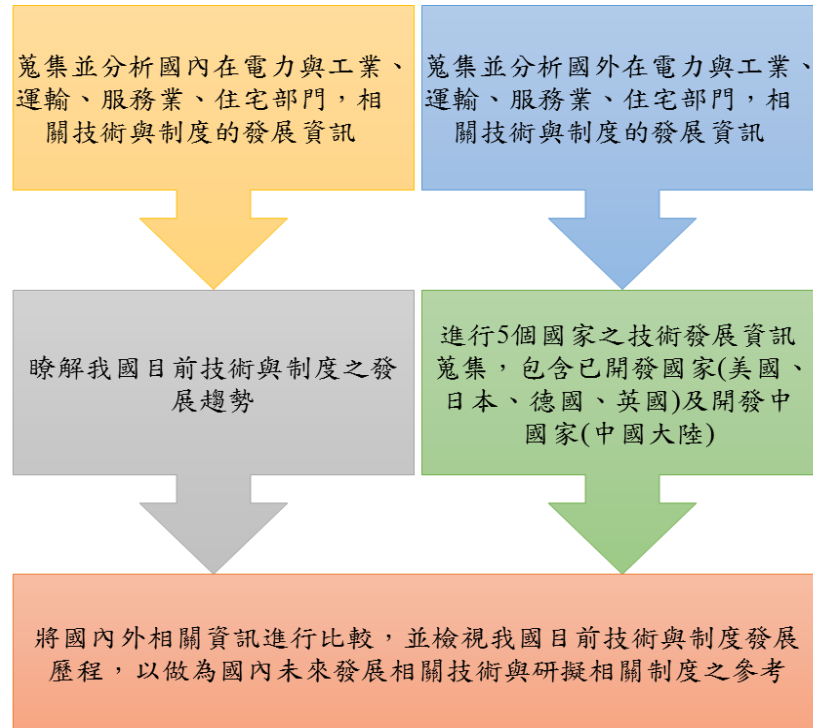 蒐集並分析國內在電力與工業、
運輸、服務業、住宅部門，相
關技術與制度的發展資訊
蒐集並分析國外在電力與工業、
運輸、服務業、住宅部門，相
關技術與制度的發展資訊
瞭解我國目前技術與制度之發
展趨勢
進行5個國家之技術發展資訊
蒐集，包含已開發國家(美國、
日本、德國、英國)及開發中
國家(中國大陸)
將國內外相關資訊進行比較，並檢視我國目前技術與制度發展
歷程，以做為國內未來發展相關技術與研擬相關制度之參考